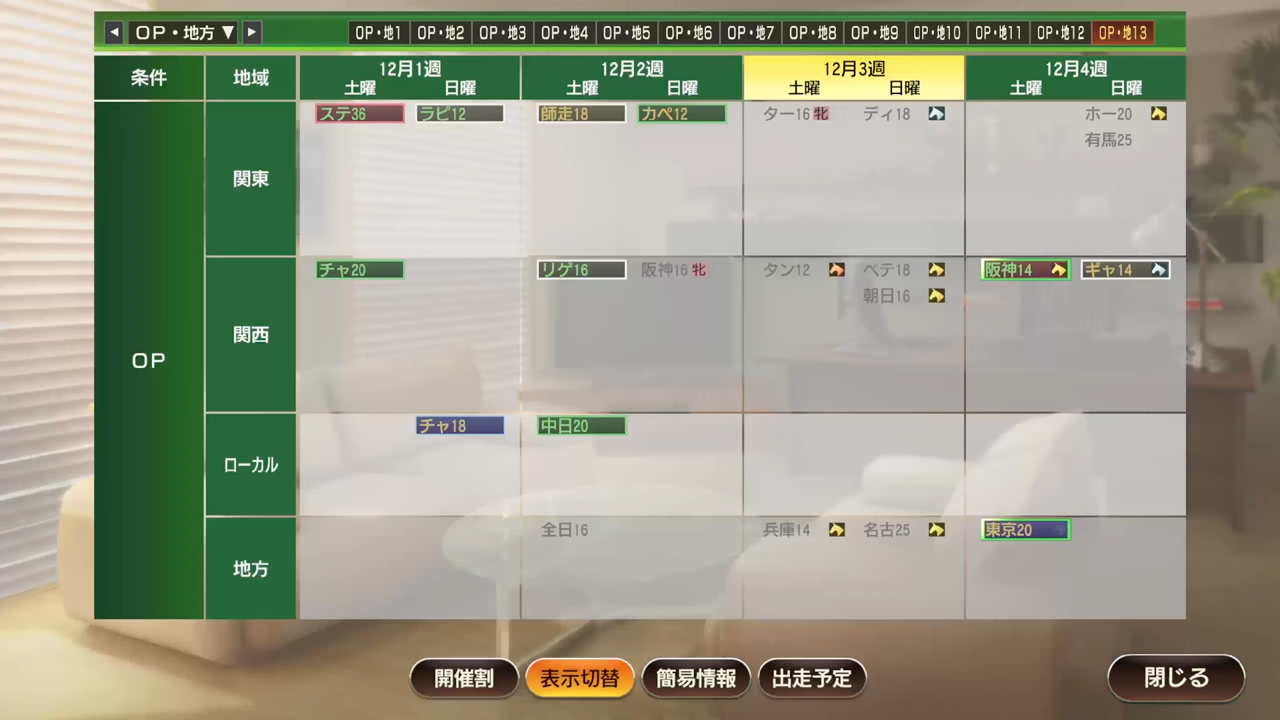 ◀ OP・地方▼ ▶ OP・地1 OP・地2 OP・地3 OP・地4 OP・地5 OP・地6 OP・地7 OP・地8 OP・地9 OP・地10 OP・地11 OP・地12 OP・地13
条件 地域 12月1週 12月2週 12月3週 12月4週
土曜 日曜 土曜 日曜 土曜 日曜 土曜 日曜
OP
関東
ステ36 ラピ12 師走18 カペ12 ター16 牝 ディ18 ホー20
有馬25
関西
チャ20 リゲ16 阪神16 牝 タン12 ベテ18 阪神14 ギャ14
朝日16
ローカル
チャ18 中日20
地方
全日16 兵庫14 名古25 東京20
開催割 表示切替 簡易情報 出走予定 閉じる